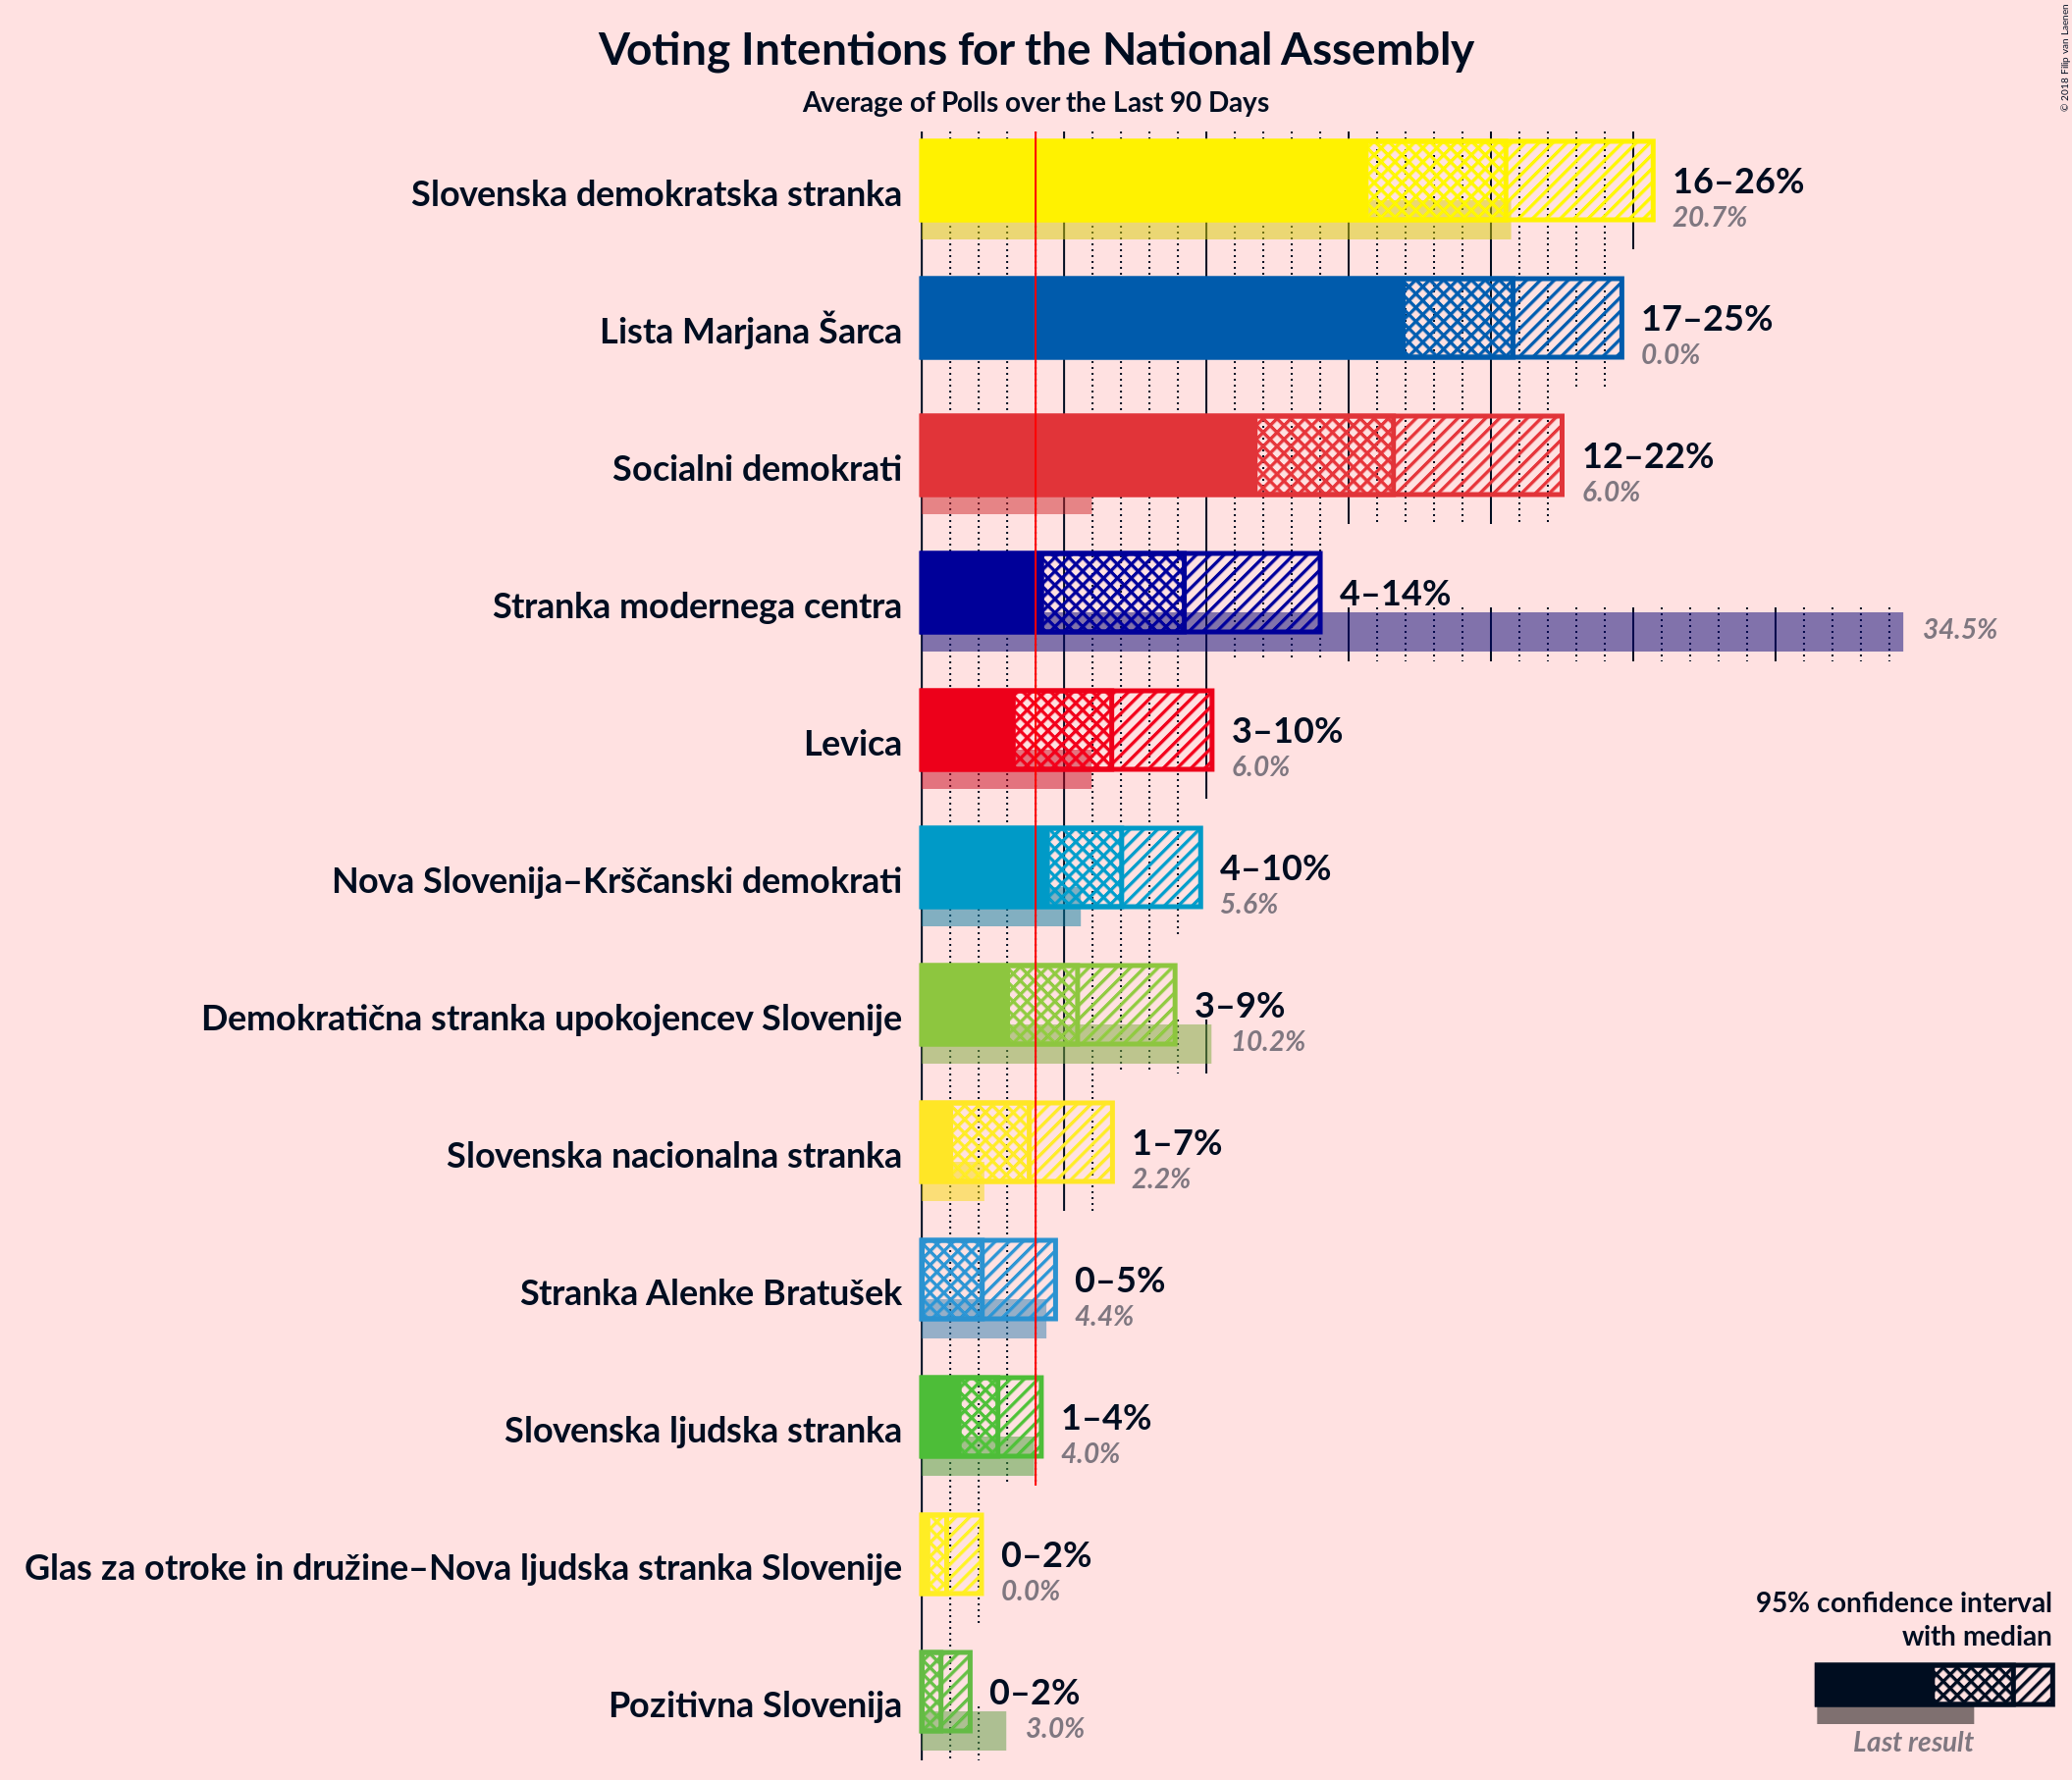 Voting Intentions for the National Assembly
Average of Polls over the Last 90 Days
© 2018 Filip van Laenen
Slovenska demokratska stranka
16–26%
20.7%
Lista Marjana Šarca
17–25%
0.0%
Socialni demokrati
12–22%
6.0%
Stranka modernega centra
4–14%
34.5%
Levica
3–10%
6.0%
Nova Slovenija–Krščanski demokrati
4–10%
5.6%
Demokratična stranka upokojencev Slovenije
3–9%
10.2%
Slovenska nacionalna stranka
1–7%
2.2%
Stranka Alenke Bratušek
0–5%
4.4%
Slovenska ljudska stranka
1–4%
4.0%
Glas za otroke in družine–Nova ljudska stranka Slovenije
0–2%
0.0%
Pozitivna Slovenija
0–2%
3.0%
95% confidence interval
with median
Last result